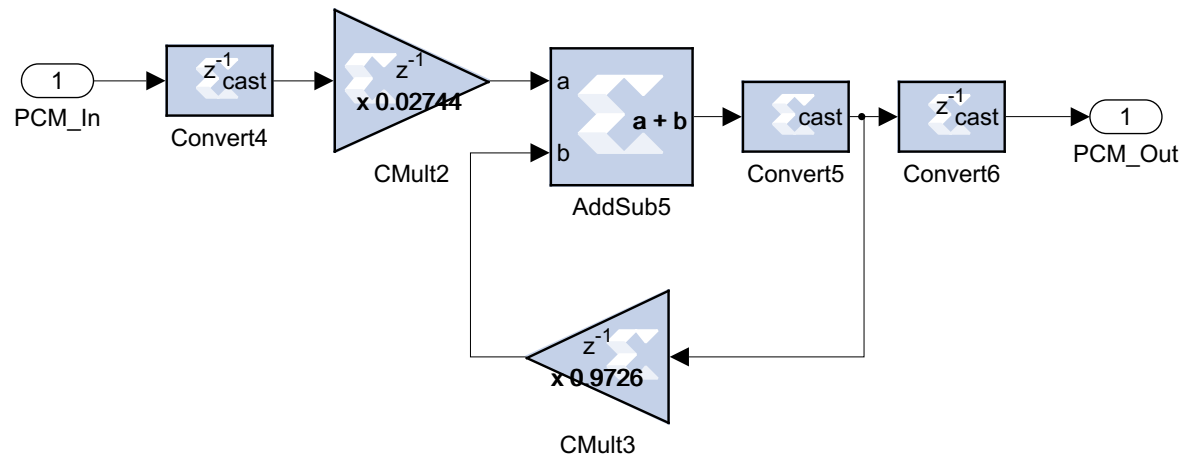 1
PCM_In
z-1
cast
Convert4
z-1
x 0.02744
CMult2
a
b
a + b
AddSub5
cast
Convert5
z-1
cast
Convert6
1
PCM_Out
z-1
x 0.9726
CMult3